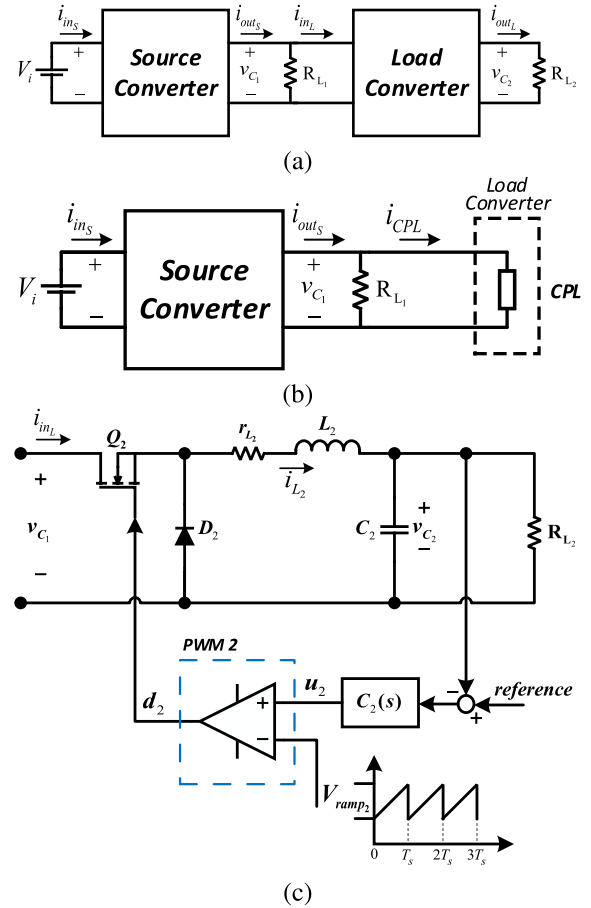 i_inS i_outS i_inL i_outL
V_i + − Source Converter + v_C1 − R_L1 Load Converter + v_C2 − R_L2
(a)
Load Converter
i_inS i_outS i_CPL
V_i + − Source Converter + v_C1 − R_L1 CPL
(b)
i_inL Q_2 r_L2 L_2
i_L2
+ v_C1 − D_2 C_2 + v_C2 − R_L2
PWM 2
d_2 + − u_2 C_2(s) − + reference
V_ramp2
0 T_s 2T_s 3T_s
(c)